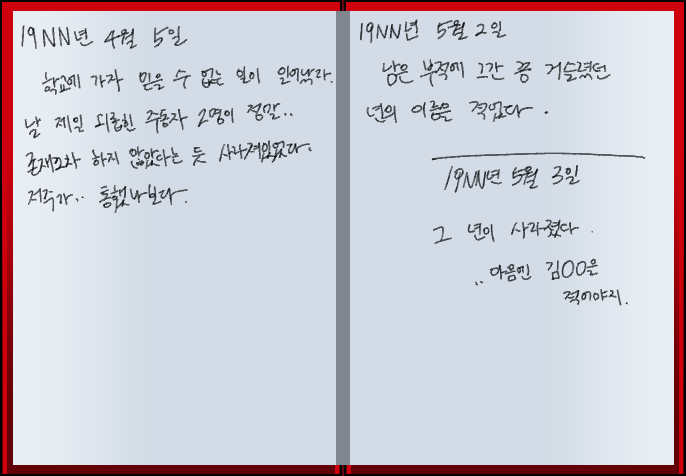 19NN년 4월 5일
학교에 가자 믿을 수 없는 일이 일어났다.
날 제일 괴롭힌 주동자 2명이 정말..
존재조차 하지 않았다는 듯 사라져있었다.
저주가.. 통했나보다.
19NN년 5월 2일
남은 부적에 그간 쭝 거슬렸던
년의 이름은 적었다.
19NN년 5월 3일
그 년이 사라졌다.
..다음엔 김OO을
적어야지.